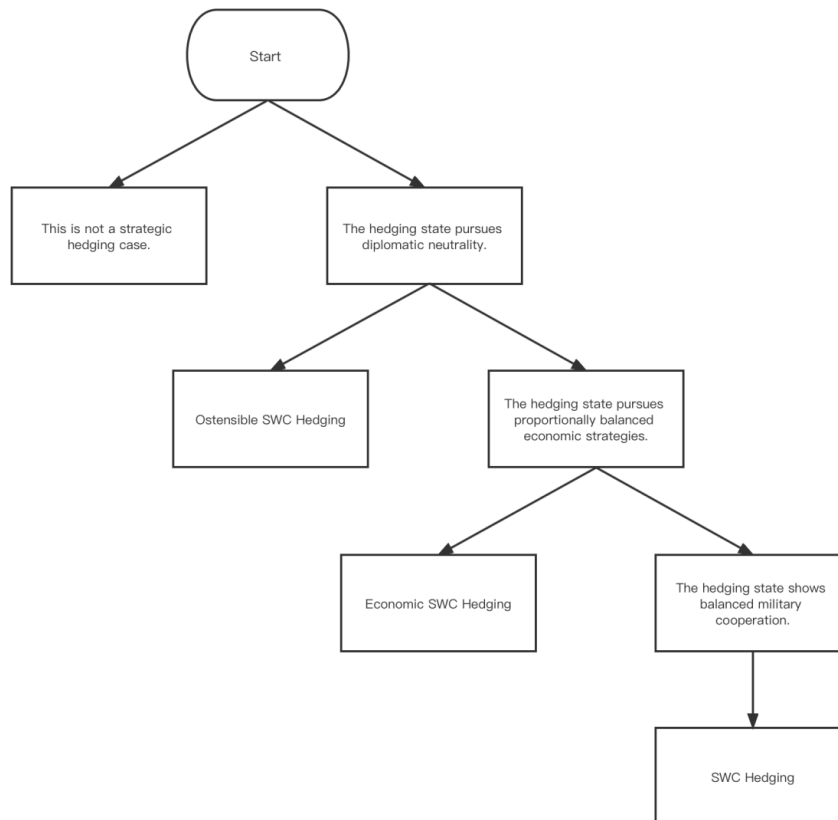 Start
This is not a strategic
hedging case.
The hedging state pursues
diplomatic neutrality.
Ostensible SWC Hedging
The hedging state pursues
proportionally balanced
economic strategies.
Economic SWC Hedging
The hedging state shows
balanced military
cooperation.
SWC Hedging